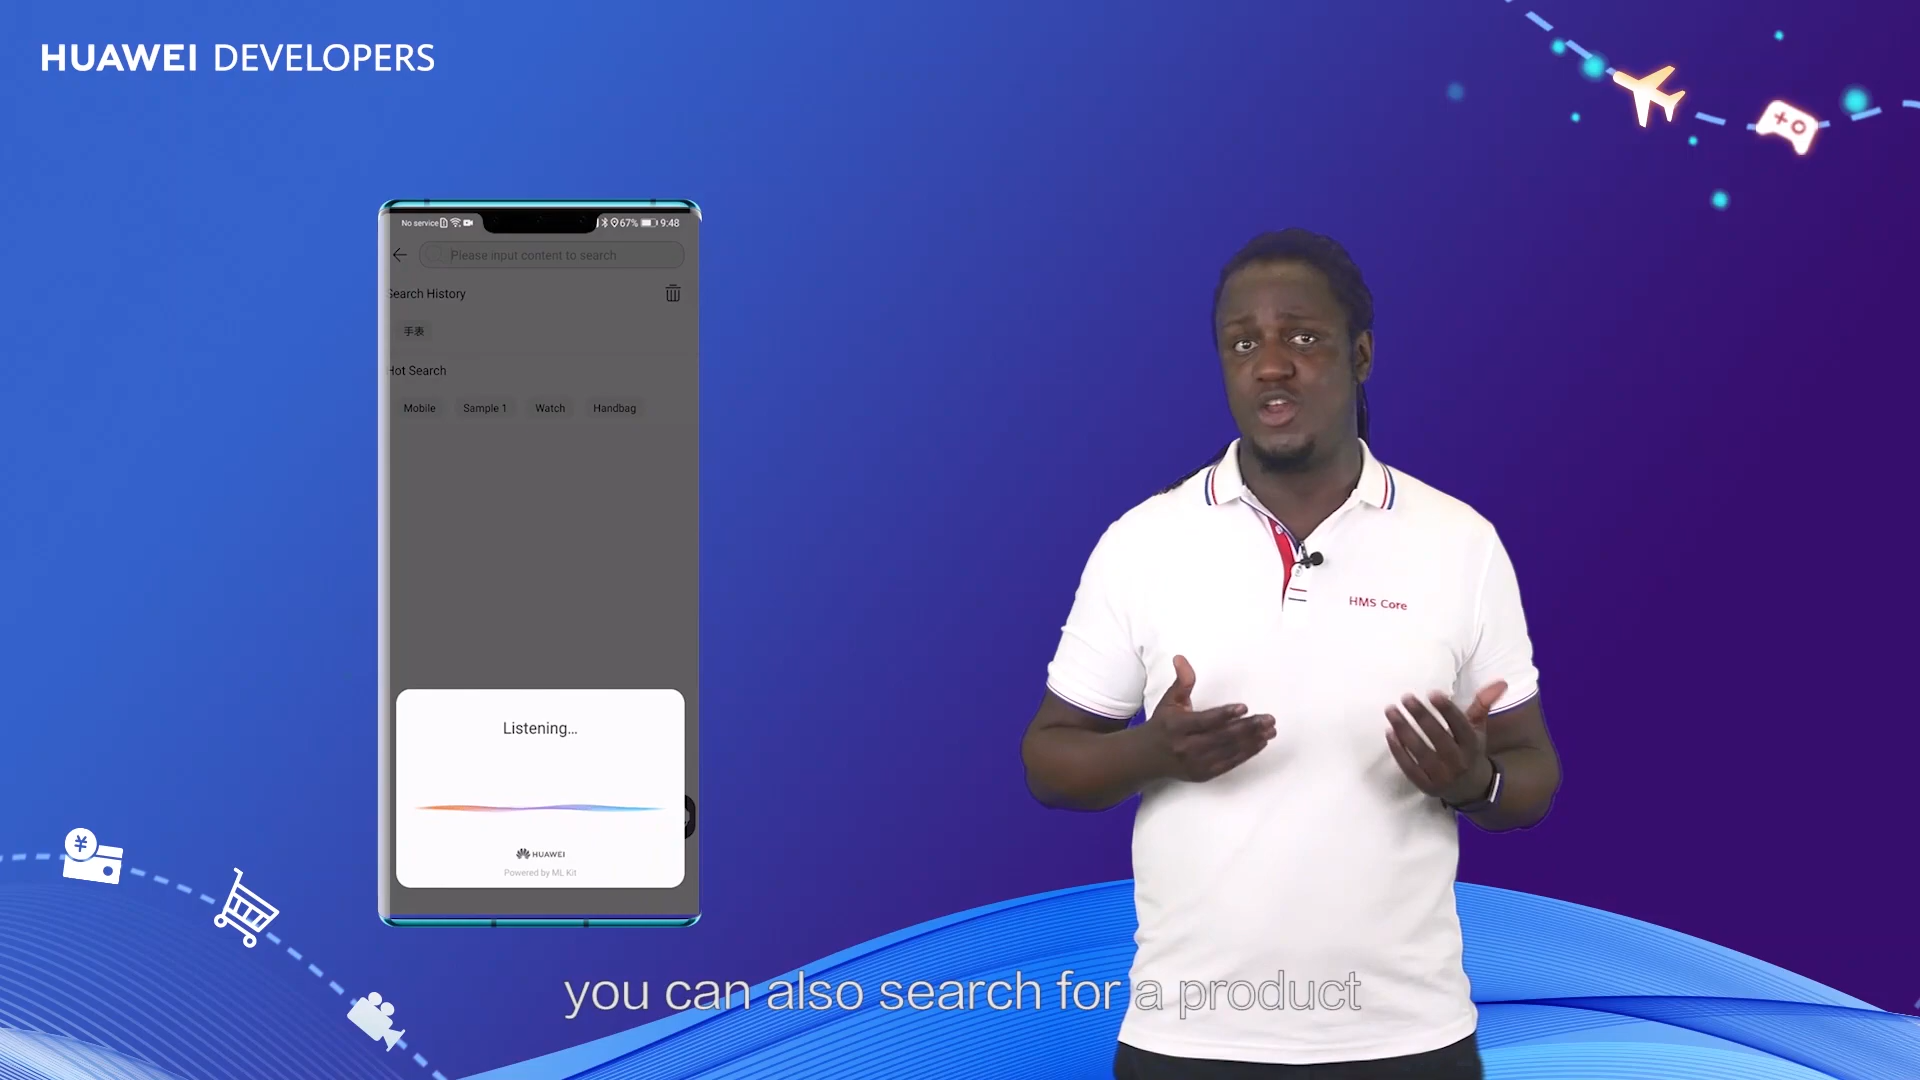 HUAWEI DEVELOPERS
No service 67% 9:48
Please input content to search
Search History
手表
Hot Search
Mobile Sample 1 Watch Handbag
Listening...
HUAWEI
Powered by ML Kit
HMS Core
¥
you can also search for a product